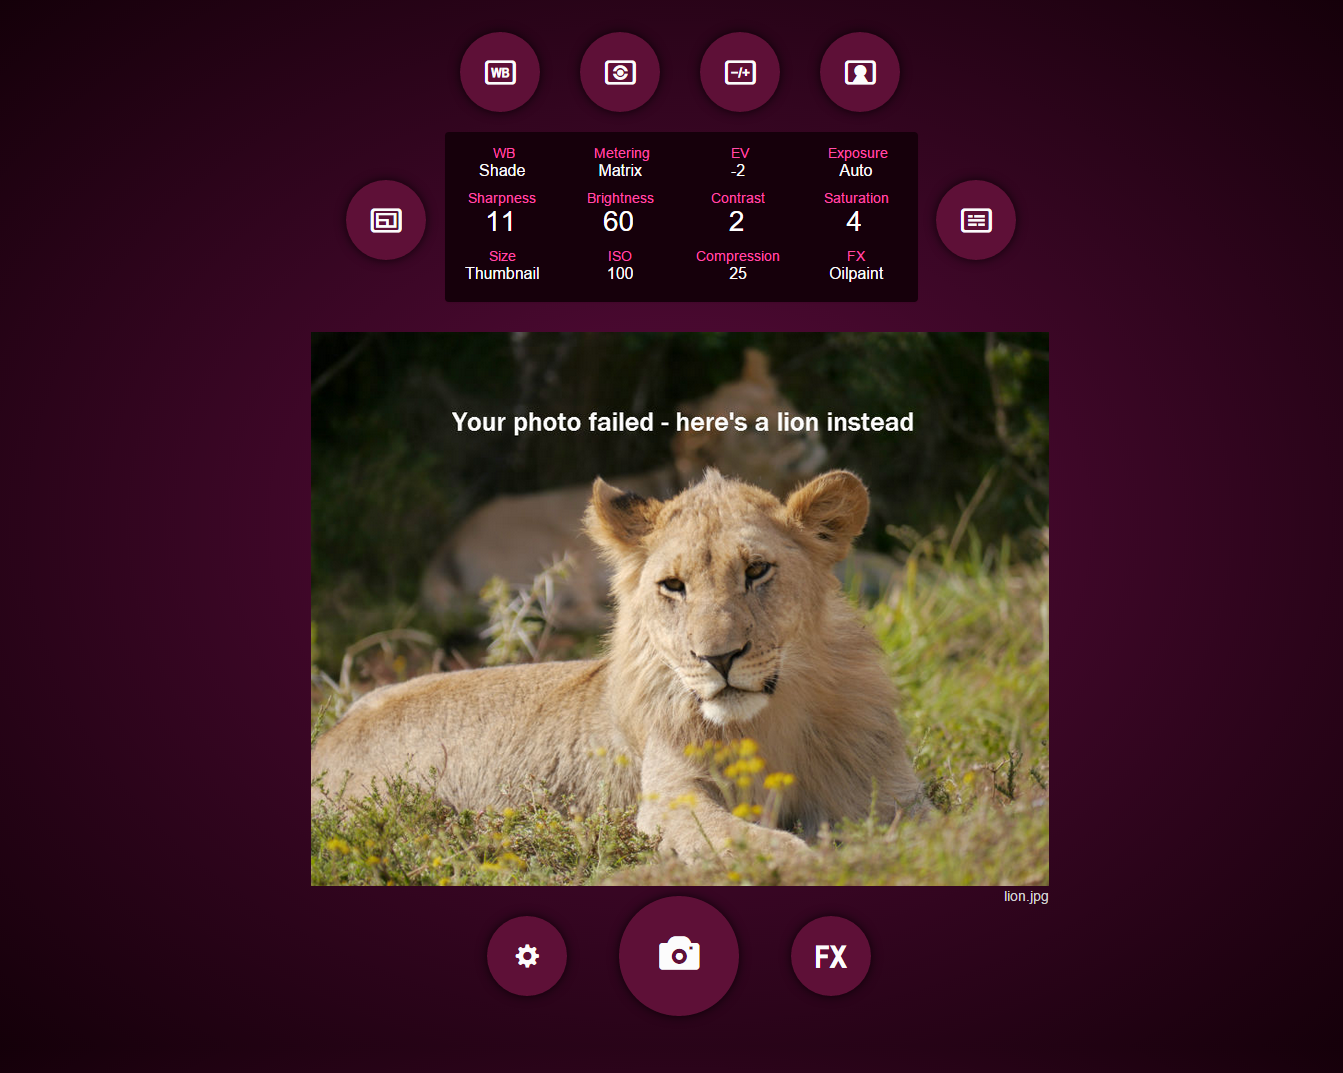 WB
-/+
WB Metering EV Exposure
Shade Matrix -2 Auto
Sharpness Brightness Contrast Saturation
11 60 2 4
Size ISO Compression FX
Thumbnail 100 25 Oilpaint
Your photo failed - here's a lion instead
lion.jpg
FX